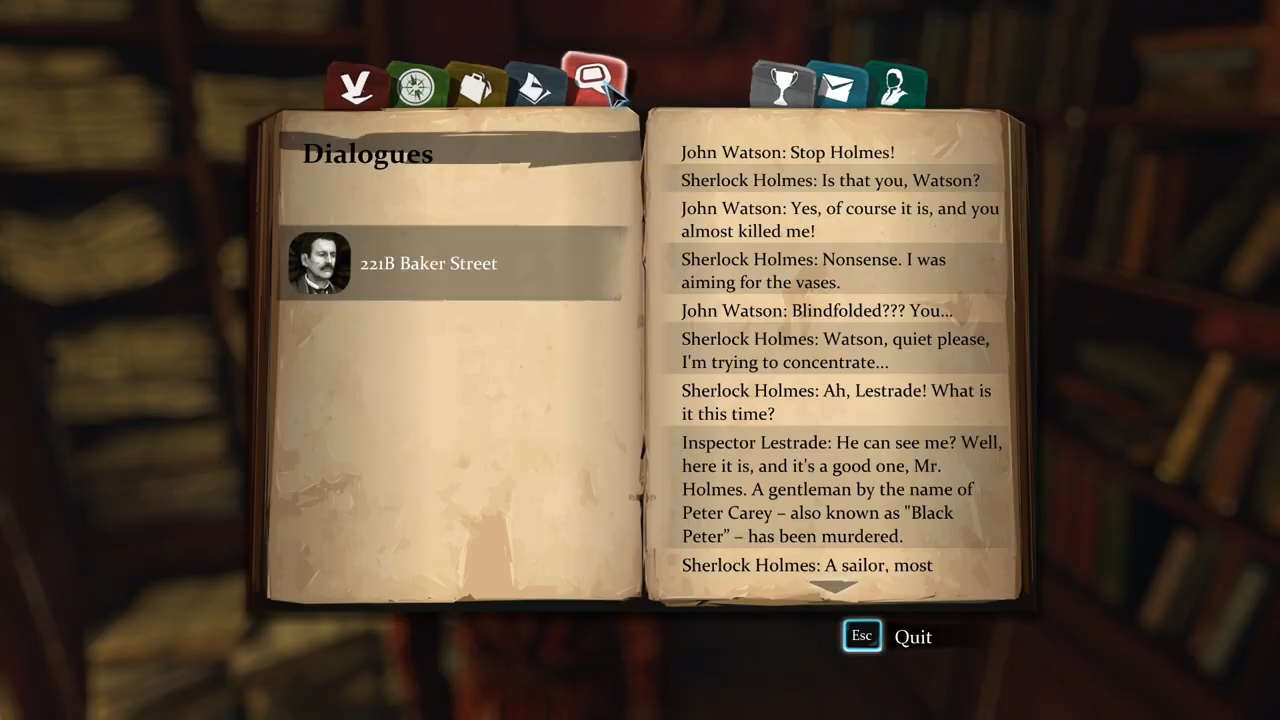 Dialogues
221B Baker Street
John Watson: Stop Holmes!
Sherlock Holmes: Is that you, Watson?
John Watson: Yes, of course it is, and you
almost killed me!
Sherlock Holmes: Nonsense. I was
aiming for the vases.
John Watson: Blindfolded??? You...
Sherlock Holmes: Watson, quiet please,
I'm trying to concentrate...
Sherlock Holmes: Ah, Lestrade! What is
it this time?
Inspector Lestrade: He can see me? Well,
here it is, and it's a good one, Mr.
Holmes. A gentleman by the name of
Peter Carey – also known as "Black
Peter” – has been murdered.
Sherlock Holmes: A sailor, most
Esc Quit